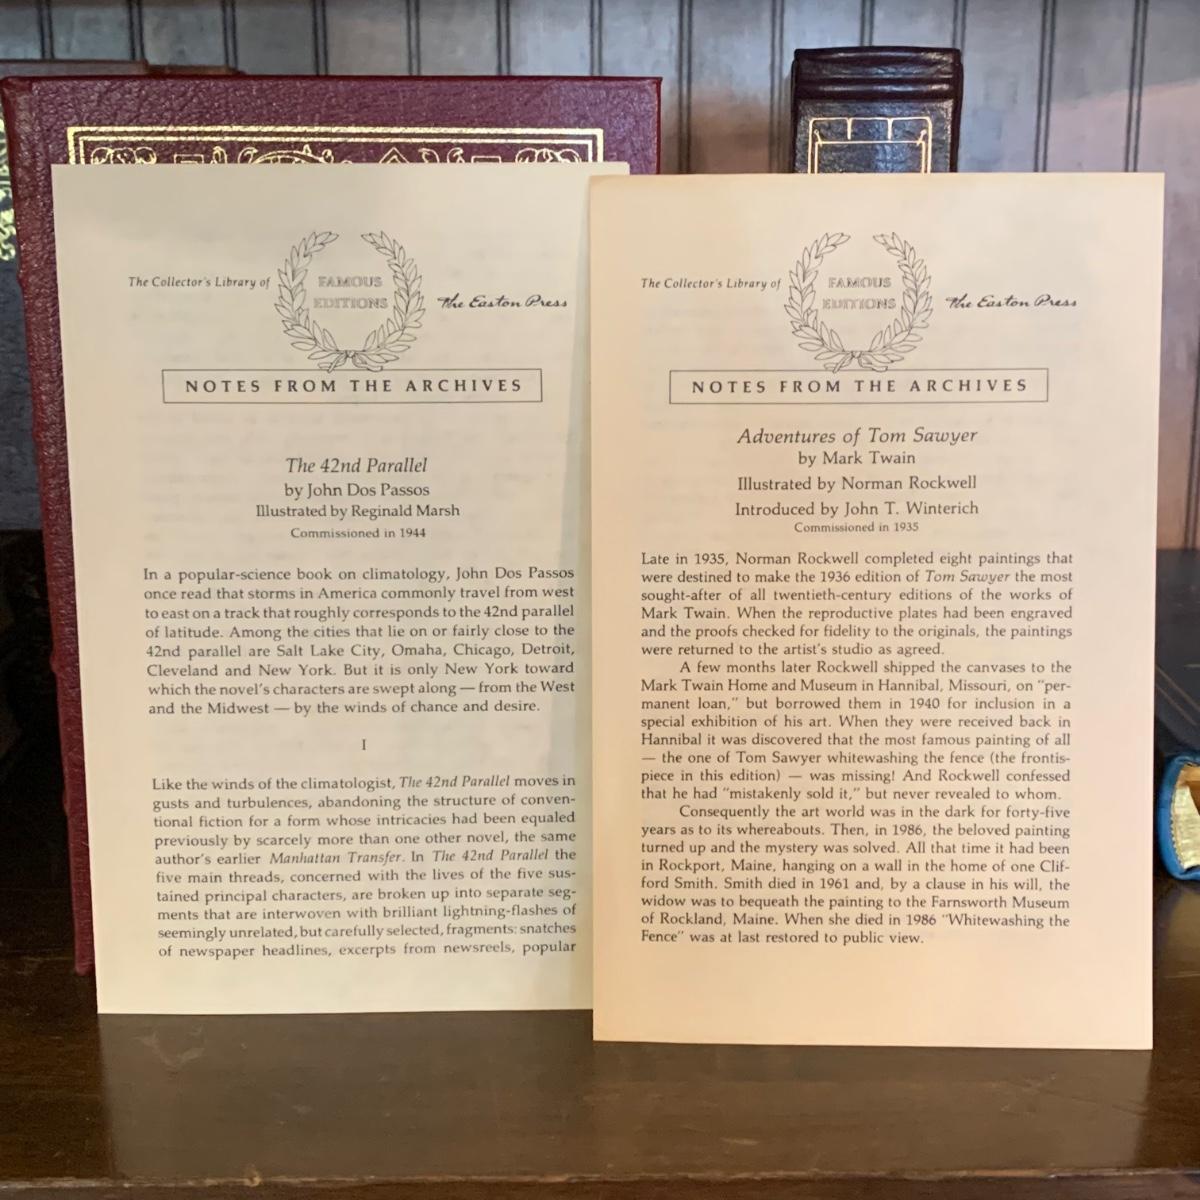 The Collector's Library of
FAMOUS
EDITIONS
The Easton Press
NOTES FROM THE ARCHIVES
The 42nd Parallel
by John Dos Passos
Illustrated by Reginald Marsh
Commissioned in 1944
In a popular-science book on climatology, John Dos Passos
once read that storms in America commonly travel from west
to east on a track that roughly corresponds to the 42nd parallel
of latitude. Among the cities that lie on or fairly close to the
42nd parallel are Salt Lake City, Omaha, Chicago, Detroit,
Cleveland and New York. But it is only New York toward
which the novel's characters are swept along — from the West
and the Midwest — by the winds of chance and desire.
I
Like the winds of the climatologist, The 42nd Parallel moves in
gusts and turbulences, abandoning the structure of conven-
tional fiction for a form whose intricacies had been equaled
previously by scarcely more than one other novel, the same
author's earlier Manhattan Transfer. In The 42nd Parallel the
five main threads, concerned with the lives of the five sus-
tained principal characters, are broken up into separate seg-
ments that are interwoven with brilliant lightning-flashes of
seemingly unrelated, but carefully selected, fragments: snatches
of newspaper headlines, excerpts from newsreels, popular
The Collector's Library of
FAMOUS
EDITIONS
The Easton Press
NOTES FROM THE ARCHIVES
Adventures of Tom Sawyer
by Mark Twain
Illustrated by Norman Rockwell
Introduced by John T. Winterich
Commissioned in 1935
Late in 1935, Norman Rockwell completed eight paintings that
were destined to make the 1936 edition of Tom Sawyer the most
sought-after of all twentieth-century editions of the works of
Mark Twain. When the reproductive plates had been engraved
and the proofs checked for fidelity to the originals, the paintings
were returned to the artist's studio as agreed.
A few months later Rockwell shipped the canvases to the
Mark Twain Home and Museum in Hannibal, Missouri, on "per-
manent loan," but borrowed them in 1940 for inclusion in a
special exhibition of his art. When they were received back in
Hannibal it was discovered that the most famous painting of all
— the one of Tom Sawyer whitewashing the fence (the frontis-
piece in this edition) — was missing! And Rockwell confessed
that he had "mistakenly sold it," but never revealed to whom.
Consequently the art world was in the dark for forty-five
years as to its whereabouts. Then, in 1986, the beloved painting
turned up and the mystery was solved. All that time it had been
in Rockport, Maine, hanging on a wall in the home of one Clif-
ford Smith. Smith died in 1961 and, by a clause in his will, the
widow was to bequeath the painting to the Farnsworth Museum
of Rockland, Maine. When she died in 1986 "Whitewashing the
Fence" was at last restored to public view.